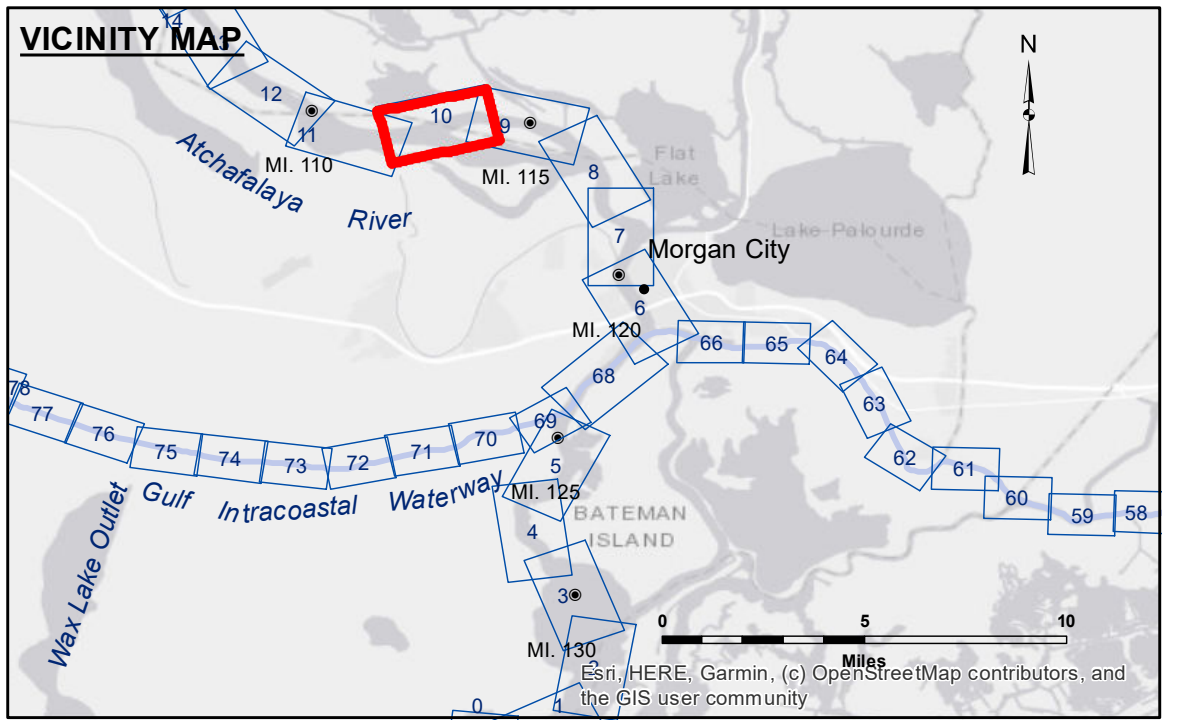 VICINITY MAP
N
14
12
11
10
9
8
7
6
MI. 110
MI. 115
MI. 120
Atchafalaya
River
Flat
Lake
Lake Palourde
Morgan City
66
65
64
63
62
61
60
59
58
68
69
70
71
72
73
74
75
76
77
78
5
MI. 125
4
3
MI. 130
2
1
0
Gulf Intracoastal Waterway
Wax Lake Outlet
BATEMAN
ISLAND
0 5 10
Miles
Esri, HERE, Garmin, (c) OpenStreetMap contributors, and
the GIS user community